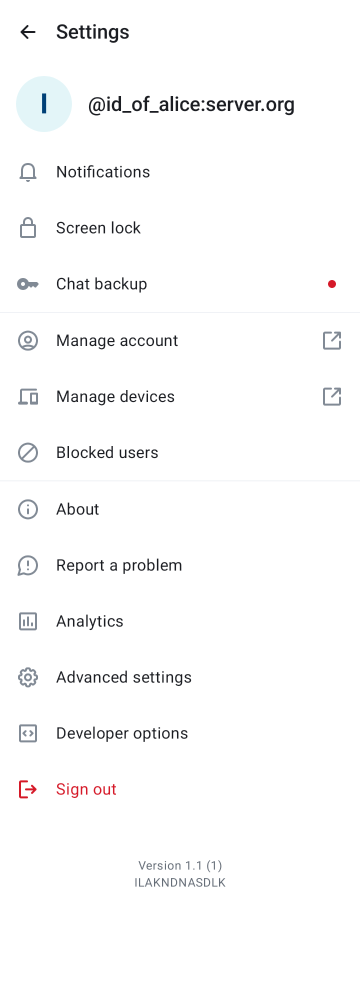 Settings
I
@id_of_alice:server.org
Notifications
Screen lock
Chat backup
Manage account
Manage devices
Blocked users
About
Report a problem
Analytics
Advanced settings
Developer options
Sign out
Version 1.1 (1)
ILAKNDNASDLK